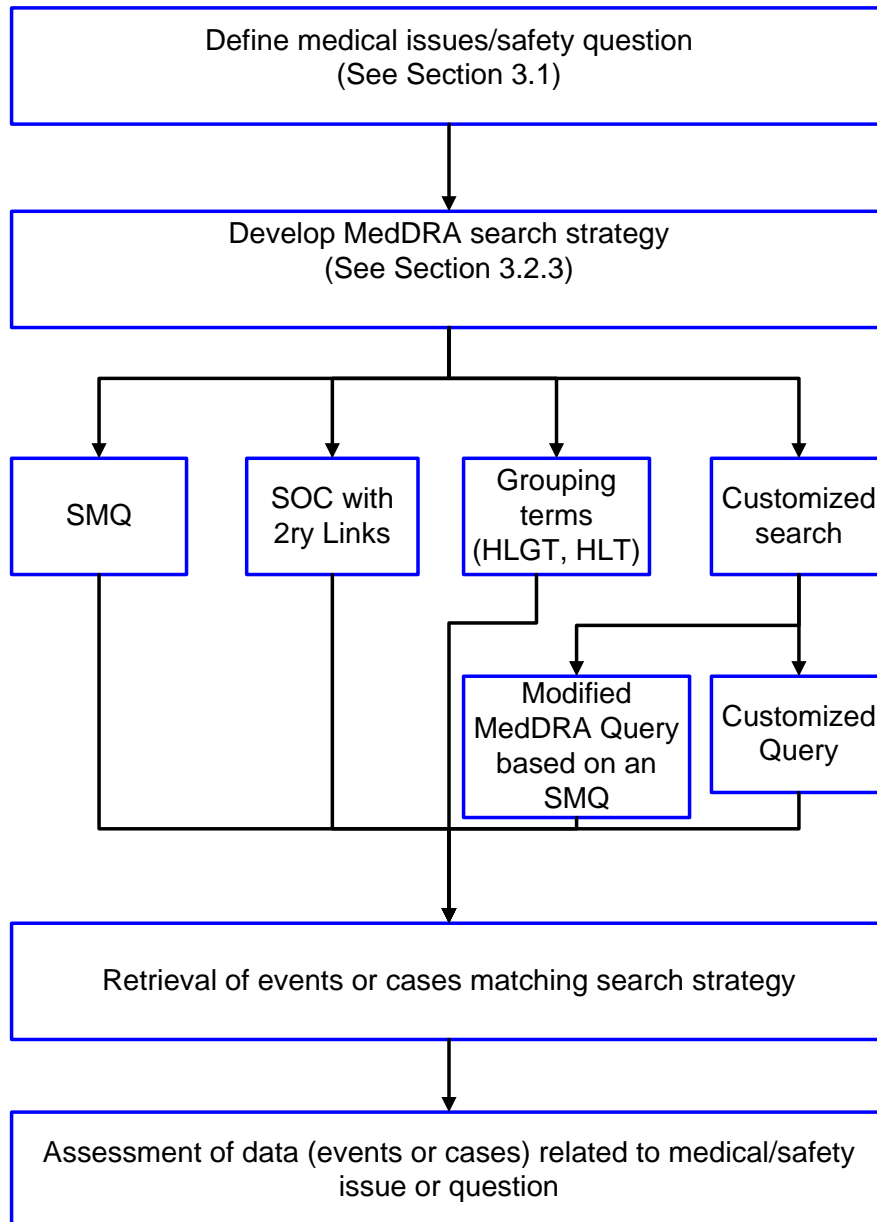 Define medical issues/safety question
(See Section 3.1)
Develop MedDRA search strategy
(See Section 3.2.3)
SMQ
SOC with
2ry Links
Grouping
terms
(HLGT, HLT)
Customized
search
Modified
MedDRA Query
based on an
SMQ
Customized
Query
Retrieval of events or cases matching search strategy
Assessment of data (events or cases) related to medical/safety
issue or question